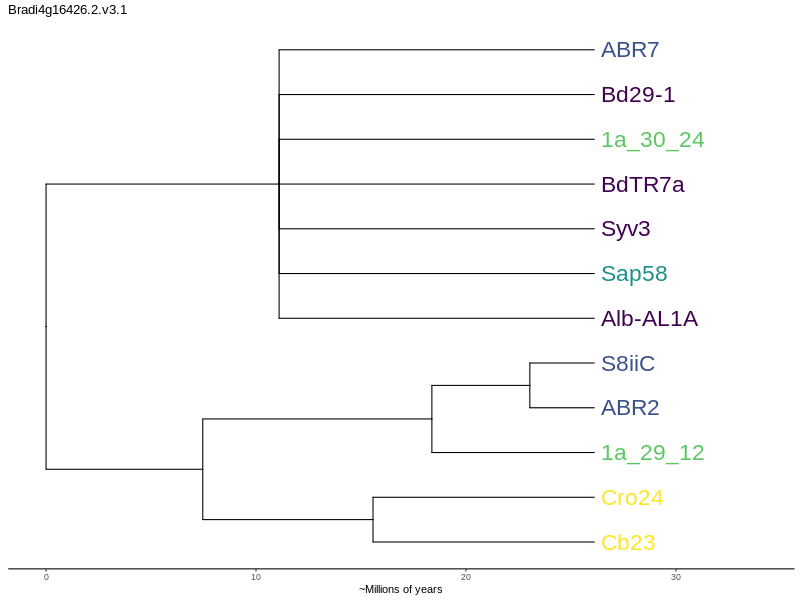 Bradi4g16426.2.v3.1
ABR7
Bd29-1
1a_30_24
BdTR7a
Syv3
Sap58
Alb-AL1A
S8iiC
ABR2
1a_29_12
Cro24
Cb23
0 10 20 30
~Millions of years